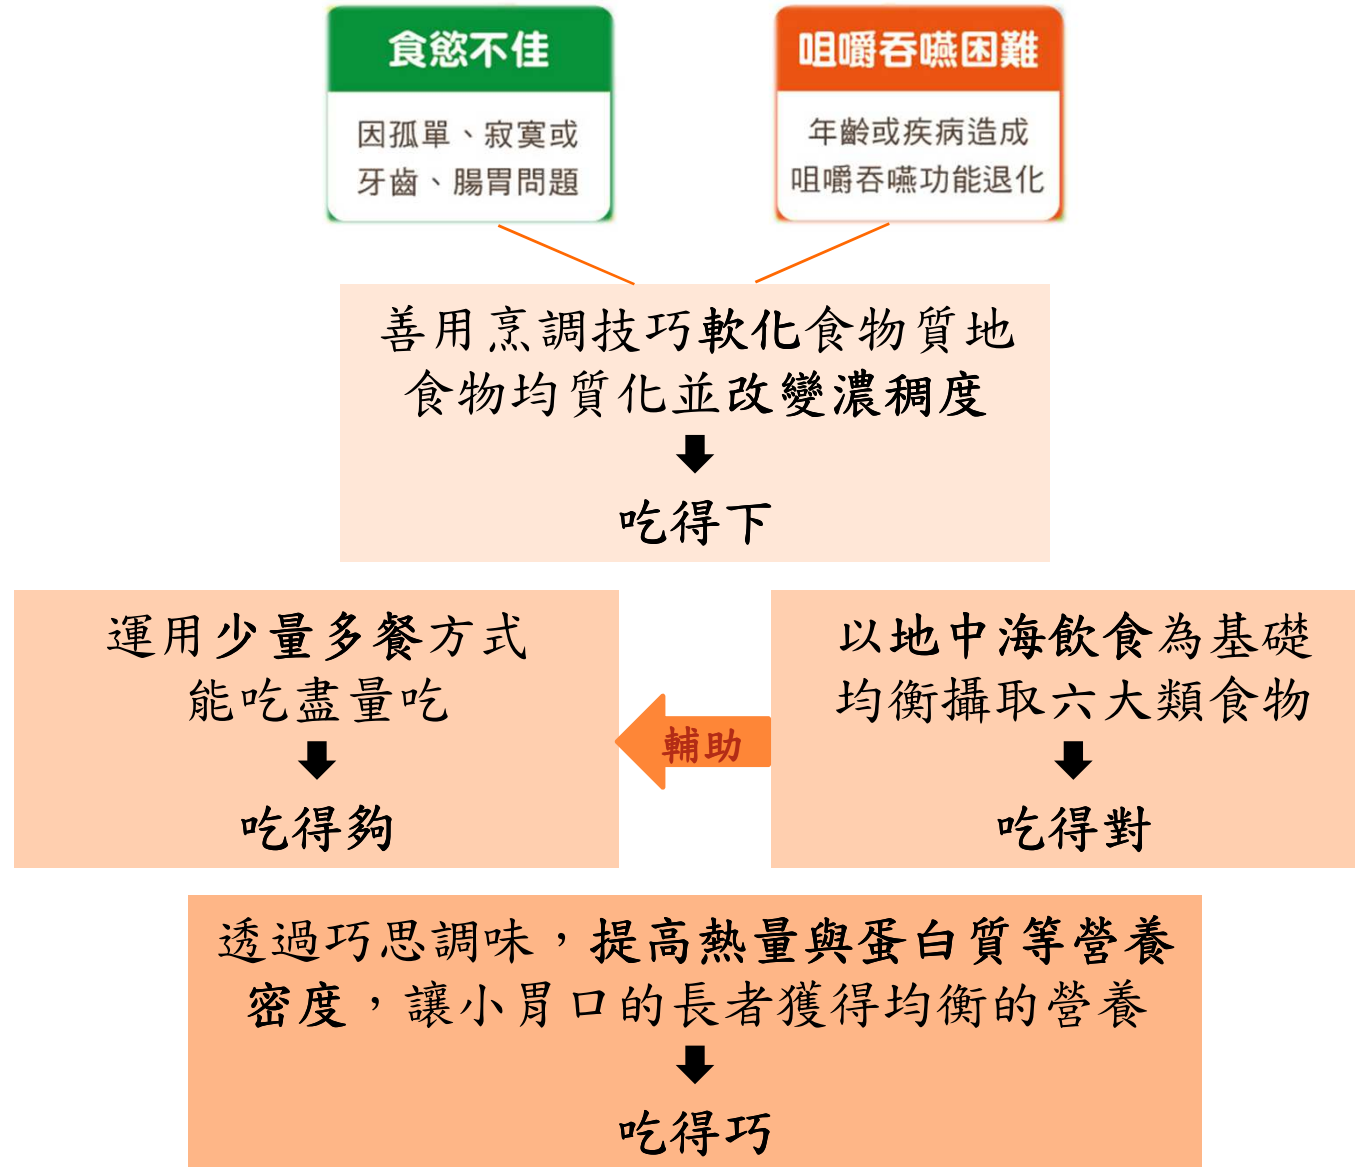 食慾不佳
因孤單、寂寞或
牙齒、腸胃問題
咀嚼吞嚥困難
年齡或疾病造成
咀嚼吞嚥功能退化
善用烹調技巧軟化食物質地
食物均質化並改變濃稠度
吃得下
運用少量多餐方式
能吃盡量吃
吃得夠
輔助
以地中海飲食為基礎
均衡攝取六大類食物
吃得對
透過巧思調味，提高熱量與蛋白質等營養
密度，讓小胃口的長者獲得均衡的營養
吃得巧